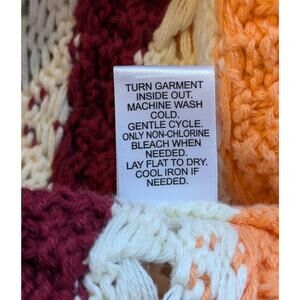 TURN GARMENT
INSIDE OUT.
MACHINE WASH
COLD.
GENTLE CYCLE.
ONLY NON-CHLORINE
BLEACH WHEN
NEEDED.
LAY FLAT TO DRY.
COOL IRON IF
NEEDED.